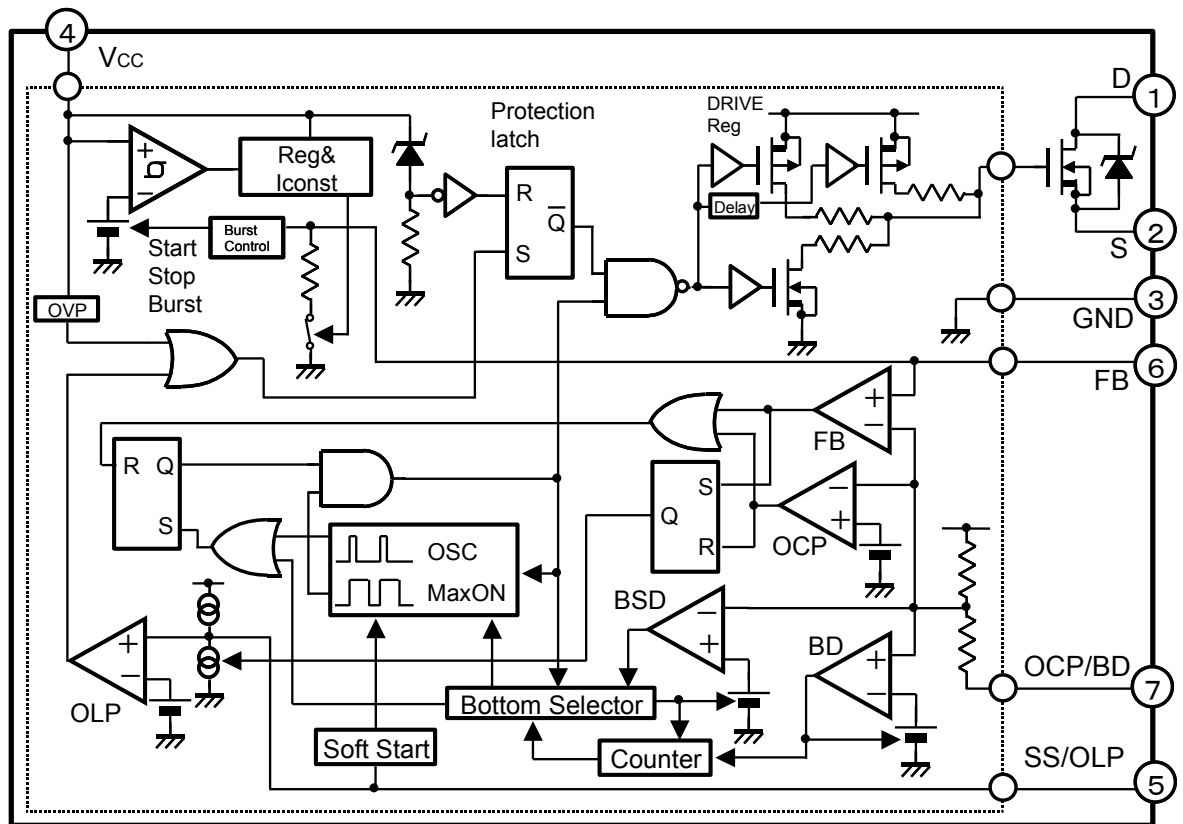 4
VCC
D
1
Protection
latch
DRIVE
Reg
+
−
Reg&
Iconst
R
Q
S
Delay
Burst
Control
Start
Stop
Burst
S
2
OVP
GND
3
FB
6
+
−
FB
R
Q
S
S
Q
R
−
+
OCP
OSC
MaxON
BSD
−
+
BD
+
−
OCP/BD
7
+
−
OLP
Bottom Selector
Soft Start
Counter
SS/OLP
5